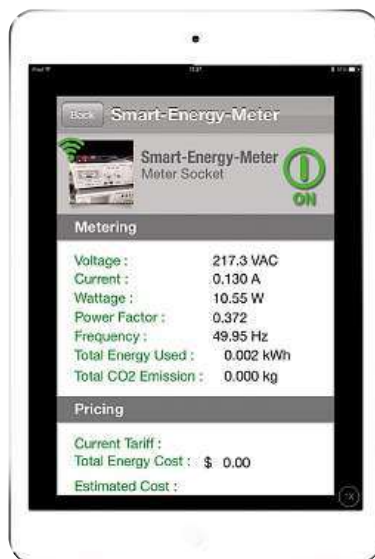 Back Smart-Energy-Meter
Smart-Energy-Meter
Meter Socket
ON
Metering
Voltage : 217.3 VAC
Current : 0.130 A
Wattage : 10.55 W
Power Factor : 0.372
Frequency : 49.95 Hz
Total Energy Used : 0.002 kWh
Total CO2 Emission : 0.000 kg
Pricing
Current Tariff :
Total Energy Cost : $ 0.00
Estimated Cost :
1X